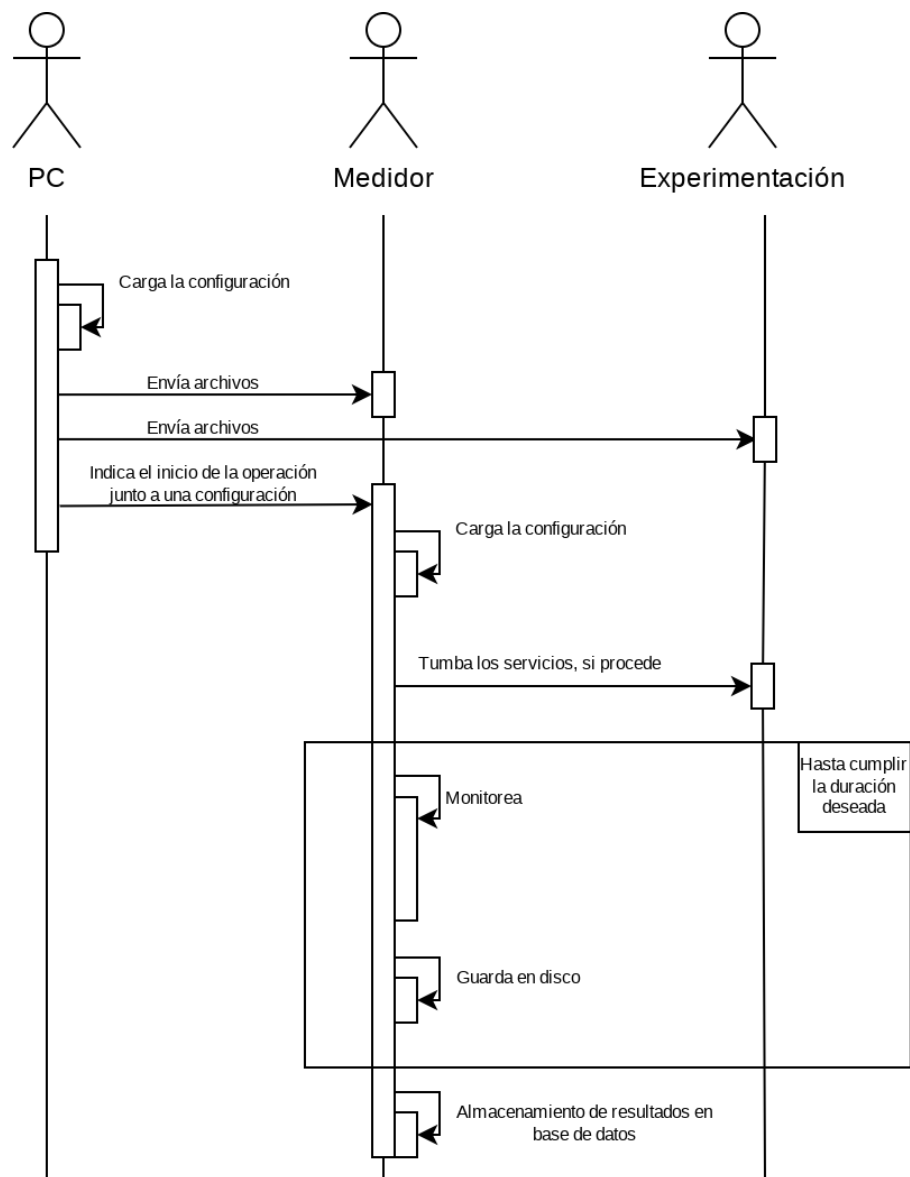 PC
Medidor
Experimentación
Carga la configuración
Envía archivos
Envía archivos
Indica el inicio de la operación
junto a una configuración
Carga la configuración
Tumba los servicios, si procede
Hasta cumplir
la duración
deseada
Monitorea
Guarda en disco
Almacenamiento de resultados en
base de datos